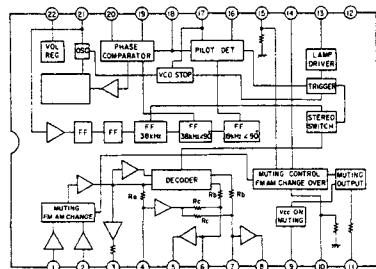 22 21 20 19 18 17 16 15 14 13 12
VOL REG
OSC
PHASE COMPARATOR
PILOT DET
LAMP DRIVER
VCO STOP
TRIGGER
FF
FF
FF 38kHz
FF 38kHz<90°
FF 19kHz<90°
STEREO SWITCH
DECODER
MUTING CONTROL FM AM CHANGE OVER
MUTING OUTPUT
MUTING FM AM CHANGE
Ra
Rb
Rb
Rc
Rc
VCC ON MUTING
1 2 3 4 5 6 7 8 9 10 11